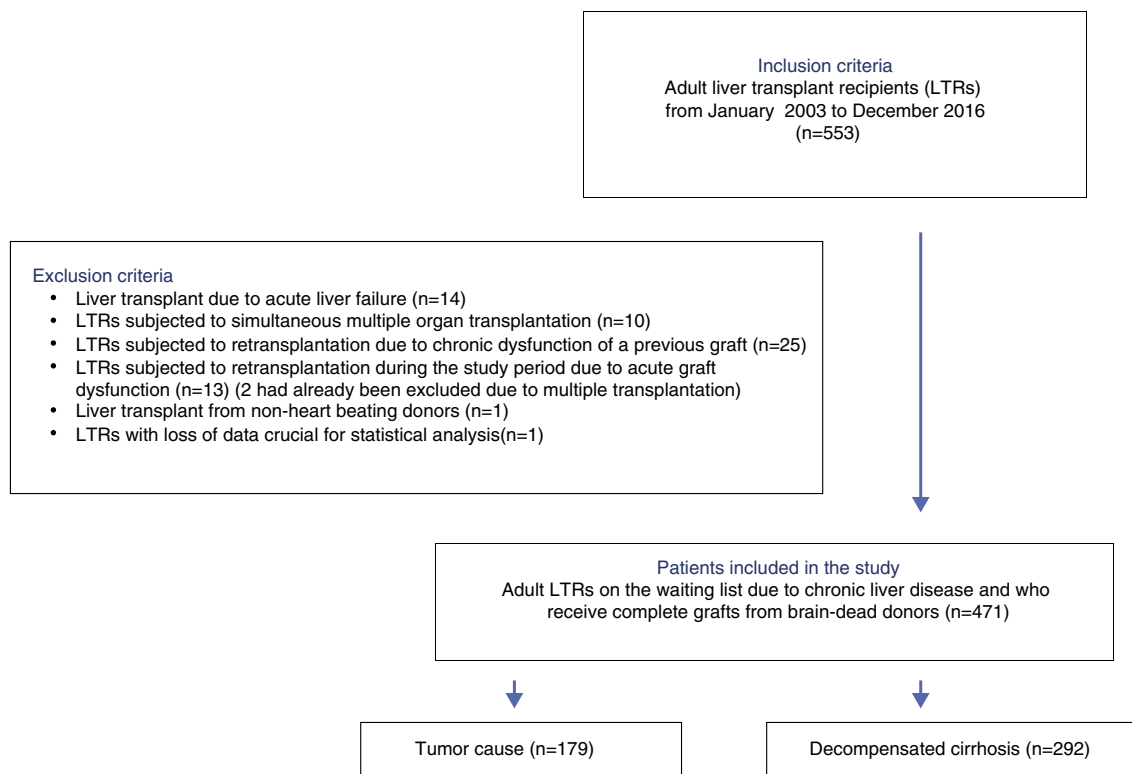 Inclusion criteria
Adult liver transplant recipients (LTRs)
from January 2003 to December 2016
(n=553)
Exclusion criteria
• Liver transplant due to acute liver failure (n=14)
• LTRs subjected to simultaneous multiple organ transplantation (n=10)
• LTRs subjected to retransplantation due to chronic dysfunction of a previous graft (n=25)
• LTRs subjected to retransplantation during the study period due to acute graft
dysfunction (n=13) (2 had already been excluded due to multiple transplantation)
• Liver transplant from non-heart beating donors (n=1)
• LTRs with loss of data crucial for statistical analysis(n=1)
Patients included in the study
Adult LTRs on the waiting list due to chronic liver disease and who
receive complete grafts from brain-dead donors (n=471)
Tumor cause (n=179)
Decompensated cirrhosis (n=292)